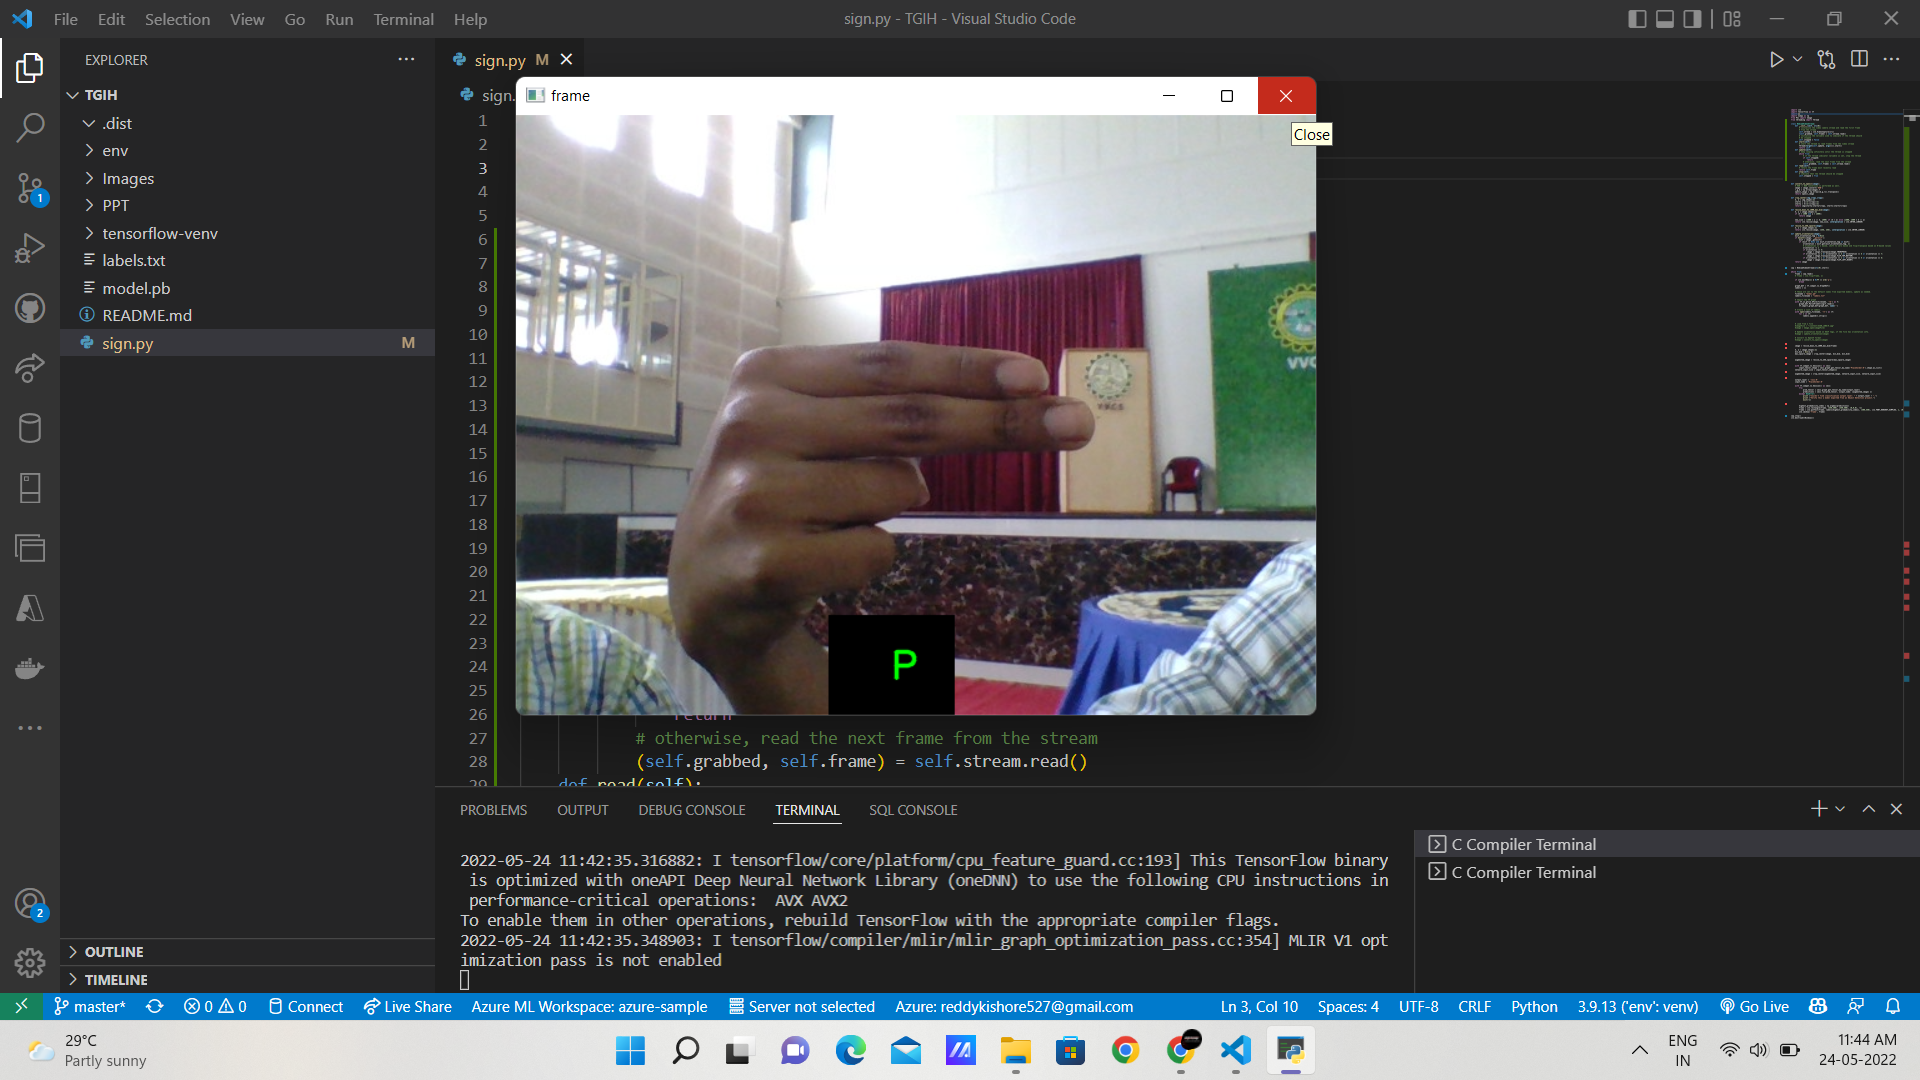 File Edit Selection View Go Run Terminal Help
sign.py - TGIH - Visual Studio Code
EXPLORER
TGIH
.dist
env
Images
PPT
tensorflow-venv
labels.txt
model.pb
README.md
sign.py M
OUTLINE
TIMELINE
sign.py M
sign.
frame
Close
1
2
3
4
5
6
7
8
9
10
11
12
13
14
15
16
17
18
19
20
21
22
23
24
25
26 return
27 # otherwise, read the next frame from the stream
28 (self.grabbed, self.frame) = self.stream.read()
29 def read(self):
P
PROBLEMS OUTPUT DEBUG CONSOLE TERMINAL SQL CONSOLE
2022-05-24 11:42:35.316882: I tensorflow/core/platform/cpu_feature_guard.cc:193] This TensorFlow binary
is optimized with oneAPI Deep Neural Network Library (oneDNN) to use the following CPU instructions in
performance-critical operations:  AVX AVX2
To enable them in other operations, rebuild TensorFlow with the appropriate compiler flags.
2022-05-24 11:42:35.348903: I tensorflow/compiler/mlir/mlir_graph_optimization_pass.cc:354] MLIR V1 opt
imization pass is not enabled
C Compiler Terminal
C Compiler Terminal
1
2
master* 0 0 Connect Live Share Azure ML Workspace: azure-sample Server not selected Azure: reddykishore527@gmail.com Ln 3, Col 10 Spaces: 4 UTF-8 CRLF Python 3.9.13 ('env': venv) Go Live
29°C
Partly sunny
ENG
IN
11:44 AM
24-05-2022